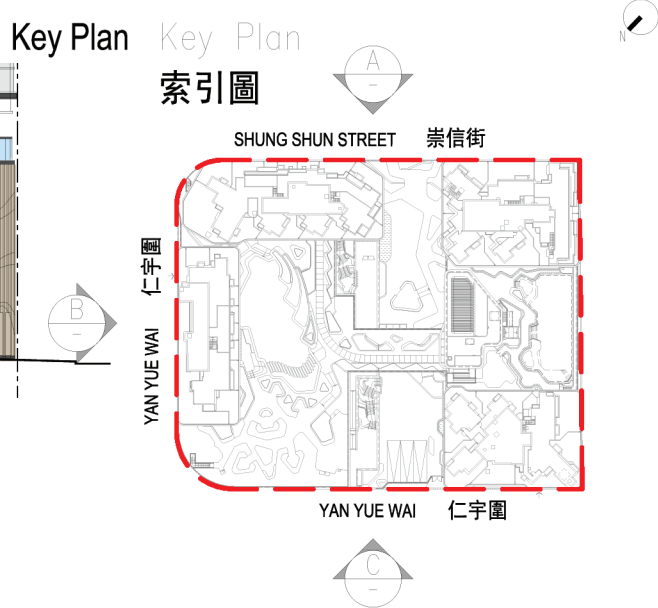 Key Plan Key Plan
N
索引圖
A
SHUNG SHUN STREET 崇信街
仁宇圍
B
YAN YUE WAI
YAN YUE WAI 仁宇圍
C